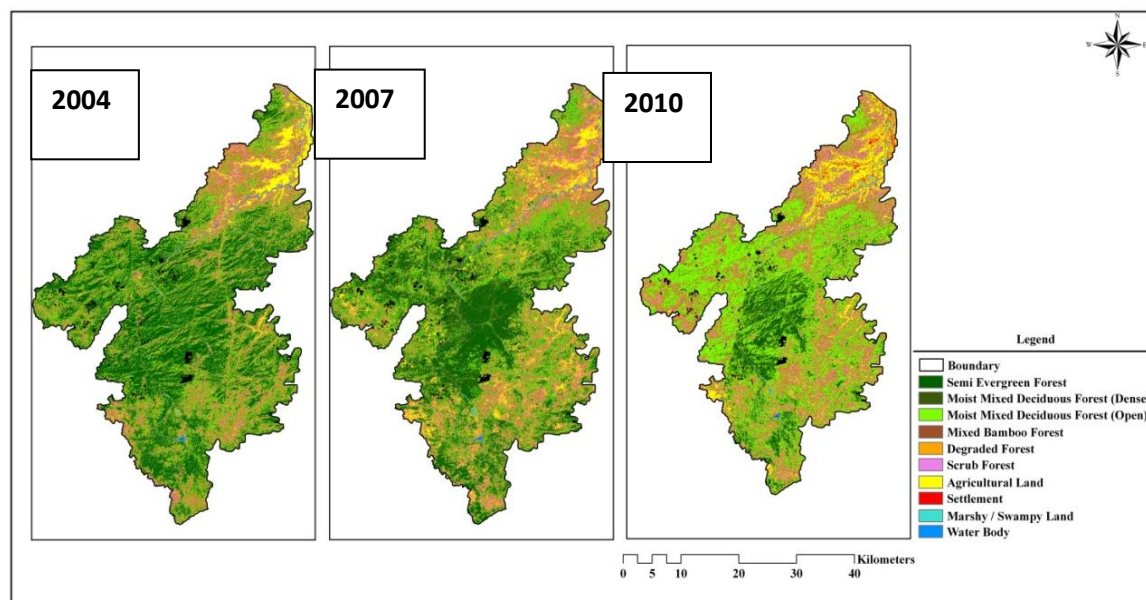 N
W E
S
2004
2007
2010
Legend
Boundary
Semi Evergreen Forest
Moist Mixed Deciduous Forest (Dense
Moist Mixed Deciduous Forest (Open)
Mixed Bamboo Forest
Degraded Forest
Scrub Forest
Agricultural Land
Settlement
Marshy / Swampy Land
Water Body
Kilometers
0 5 10 20 30 40